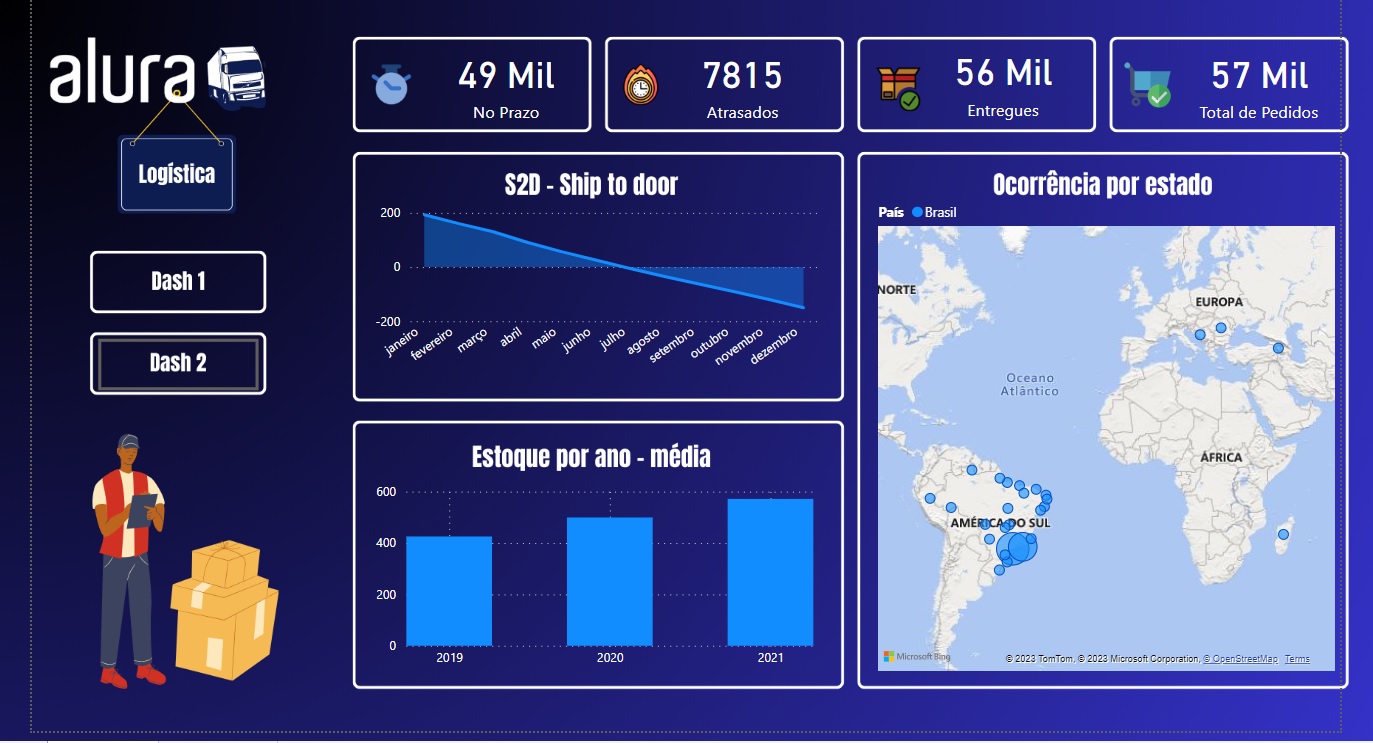 alura
Logística
Dash 1
Dash 2
49 Mil
No Prazo
7815
Atrasados
56 Mil
Entregues
57 Mil
Total de Pedidos
S2D - Ship to door
200
0
-200
janeiro
fevereiro
março
abril
maio
junho
julho
agosto
setembro
outubro
novembro
dezembro
Estoque por ano - média
600
400
200
0
2019
2020
2021
Ocorrência por estado
País Brasil
NORTE
EUROPA
Oceano
Atlântico
ÁFRICA
AMÉRICA DO SUL
Microsoft Bing
© 2023 TomTom, © 2023 Microsoft Corporation, © OpenStreetMap Terms